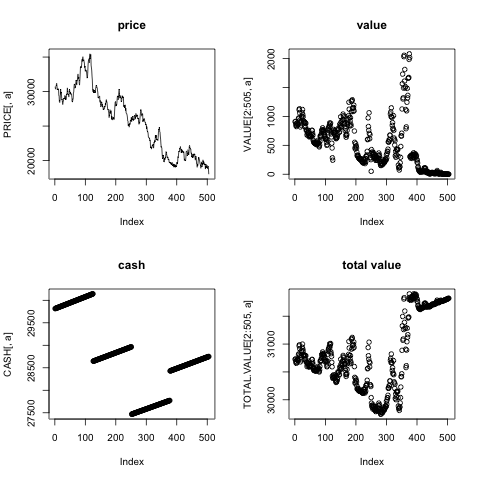 price
PRICE[, a]
30000
20000
0 100 200 300 400 500
Index
value
VALUE[2:505, a]
2000
1000
500
0
0 100 200 300 400 500
Index
cash
CASH[, a]
29500
28500
27500
0 100 200 300 400 500
Index
total value
TOTAL.VALUE[2:505, a]
31000
30000
0 100 200 300 400 500
Index